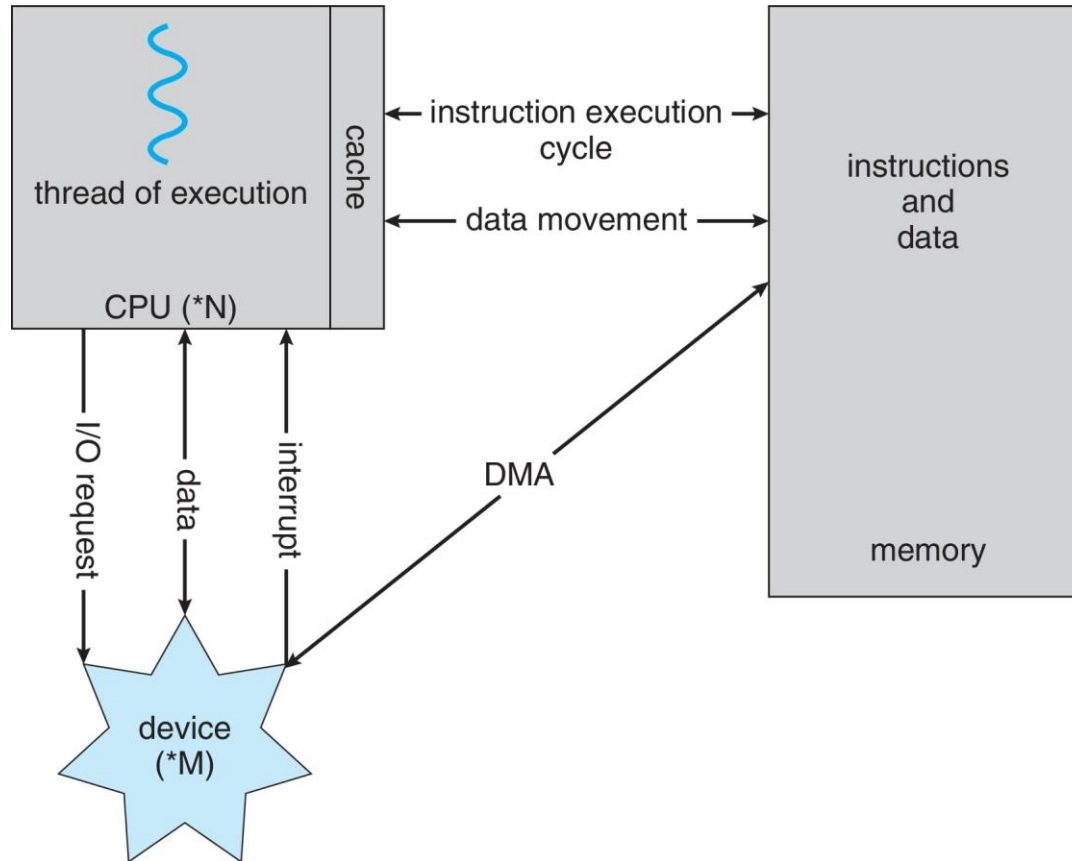 thread of execution
cache
CPU (*N)
instruction execution
cycle
data movement
instructions
and
data
memory
I/O request
data
interrupt
DMA
device
(*M)